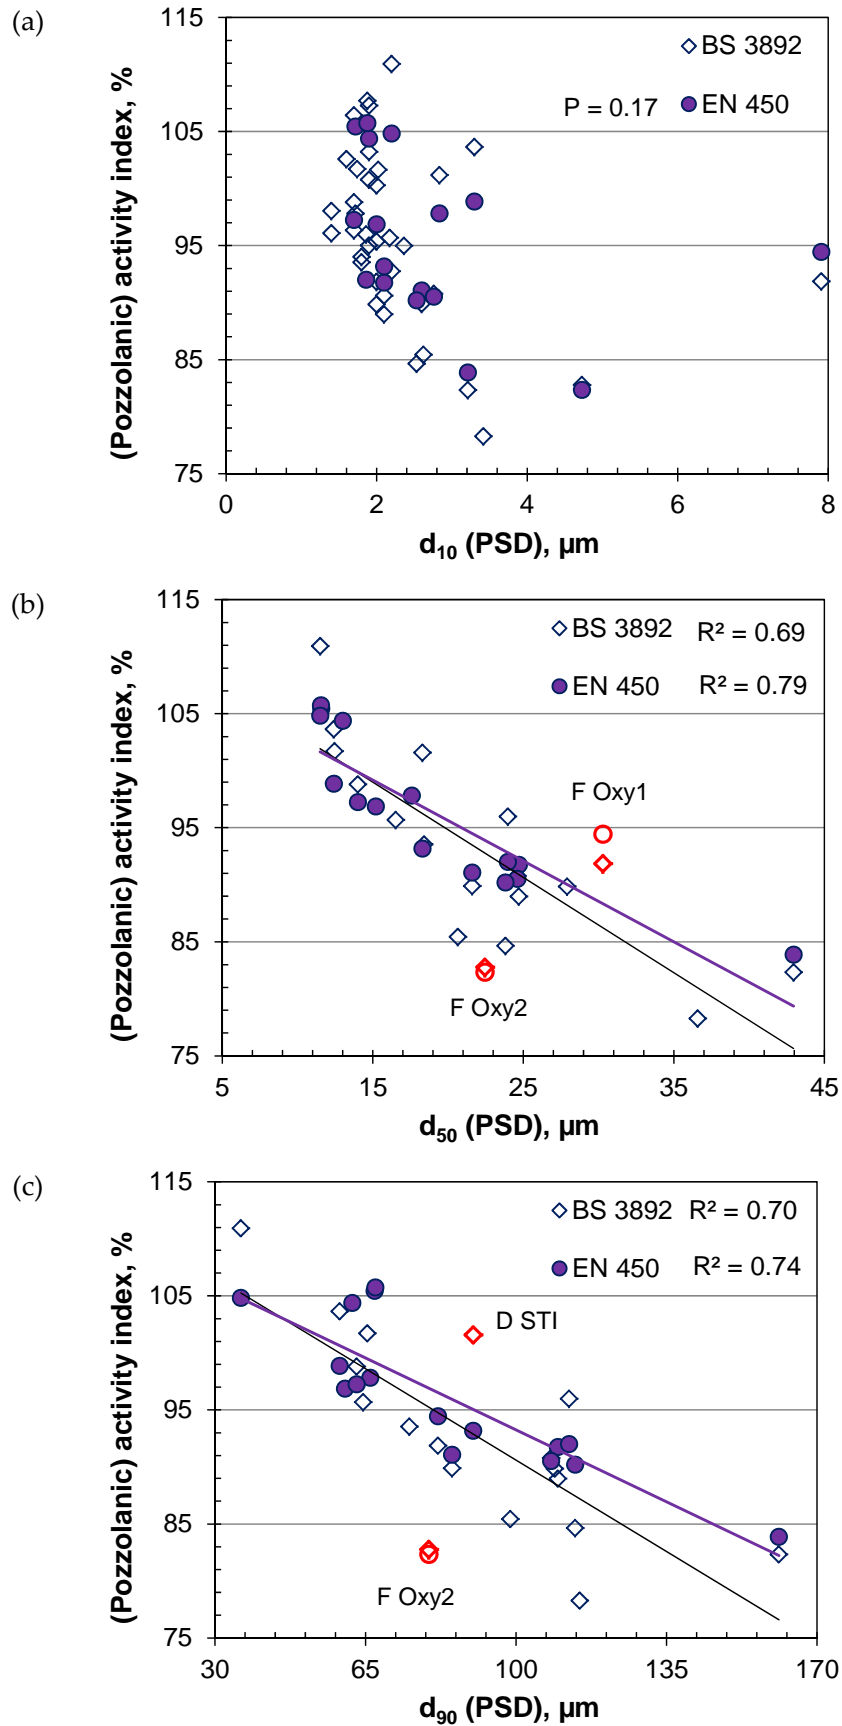 (a)
(Pozzolanic) activity index, %
115
105
95
85
75
BS 3892
P = 0.17
EN 450
0
2
4
6
8
d₁₀ (PSD), µm
(b)
(Pozzolanic) activity index, %
115
105
95
85
75
BS 3892 R² = 0.69
EN 450 R² = 0.79
F Oxy1
F Oxy2
5
15
25
35
45
d₅₀ (PSD), µm
(c)
(Pozzolanic) activity index, %
115
105
95
85
75
BS 3892 R² = 0.70
EN 450 R² = 0.74
D STI
F Oxy2
30
65
100
135
170
d₉₀ (PSD), µm